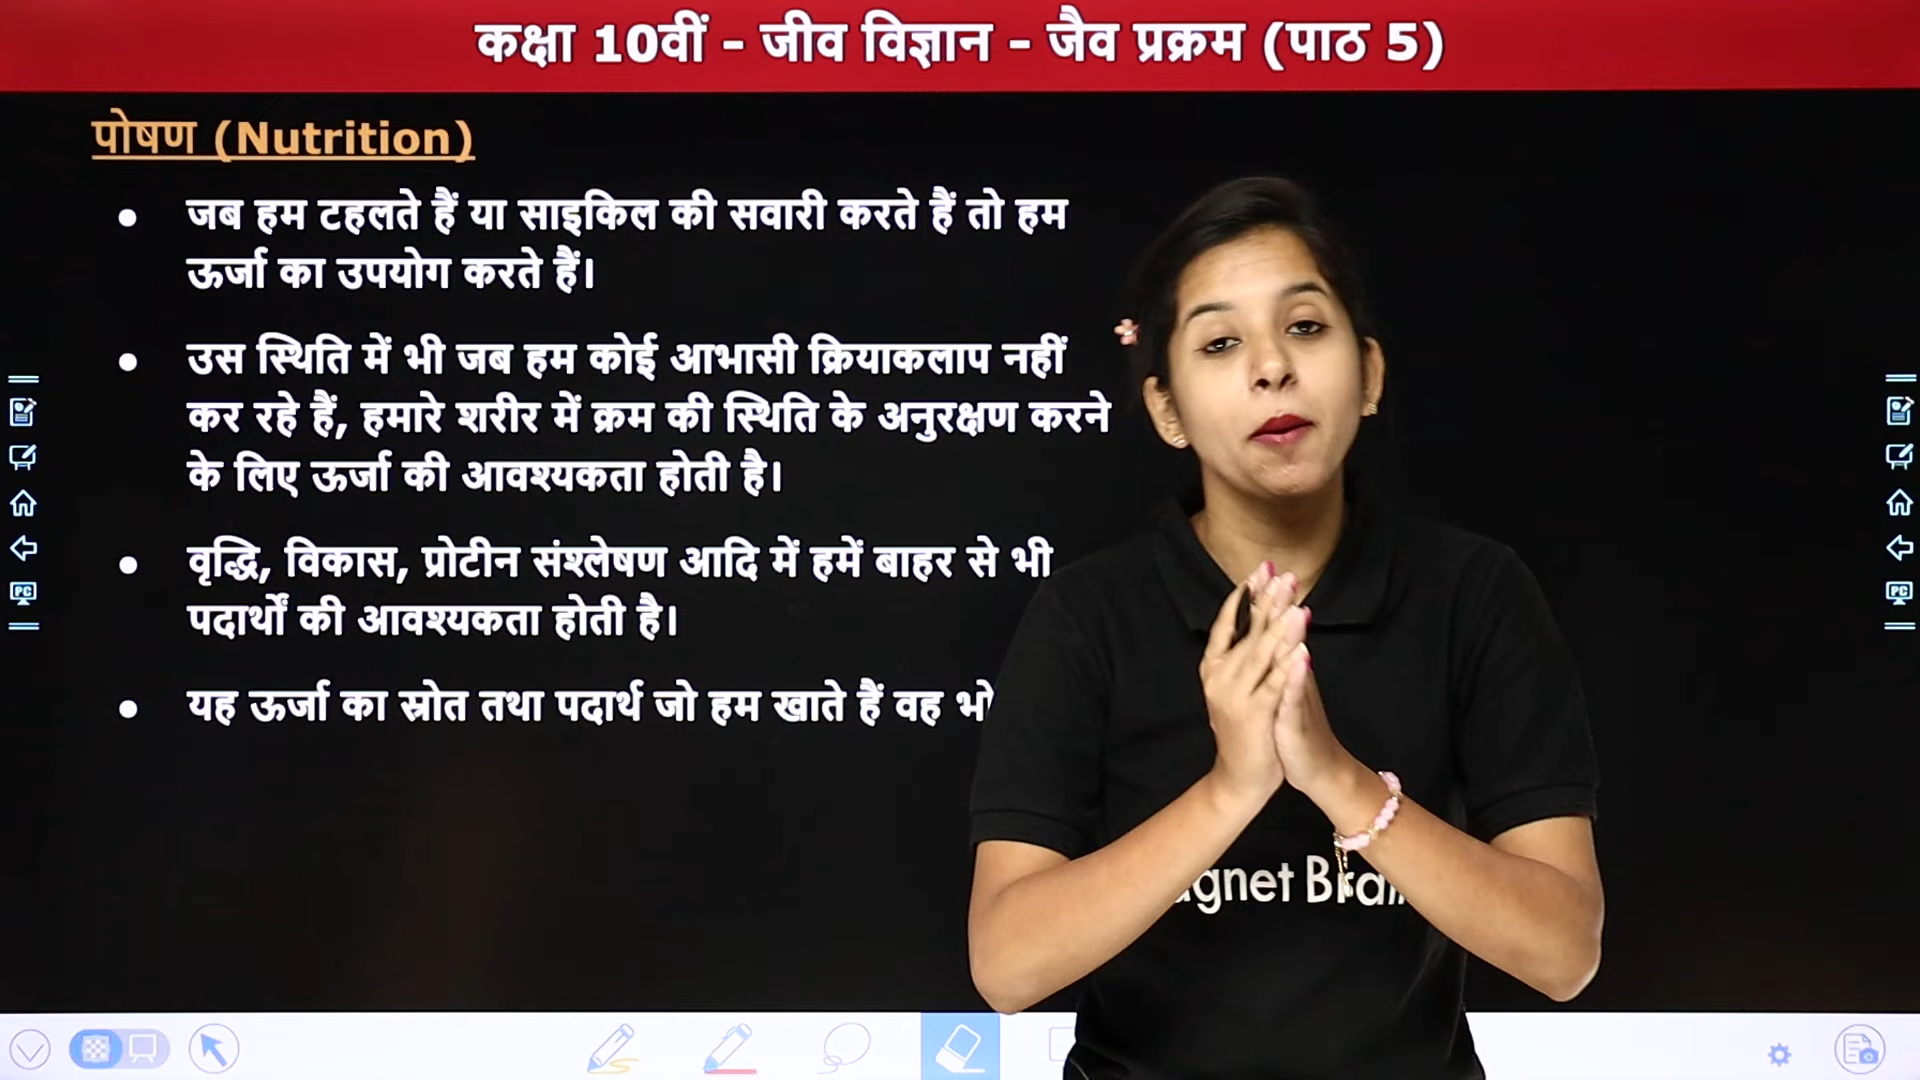 कक्षा 10वीं - जीव विज्ञान - जैव प्रक्रम (पाठ 5)
पोषण (Nutrition)
• जब हम टहलते हैं या साइकिल की सवारी करते हैं तो हम
ऊर्जा का उपयोग करते हैं।
• उस स्थिति में भी जब हम कोई आभासी क्रियाकलाप नहीं
कर रहे हैं, हमारे शरीर में क्रम की स्थिति के अनुरक्षण करने
के लिए ऊर्जा की आवश्यकता होती है।
• वृद्धि, विकास, प्रोटीन संश्लेषण आदि में हमें बाहर से भी
पदार्थों की आवश्यकता होती है।
• यह ऊर्जा का स्रोत तथा पदार्थ जो हम खाते हैं वह
PC
PC